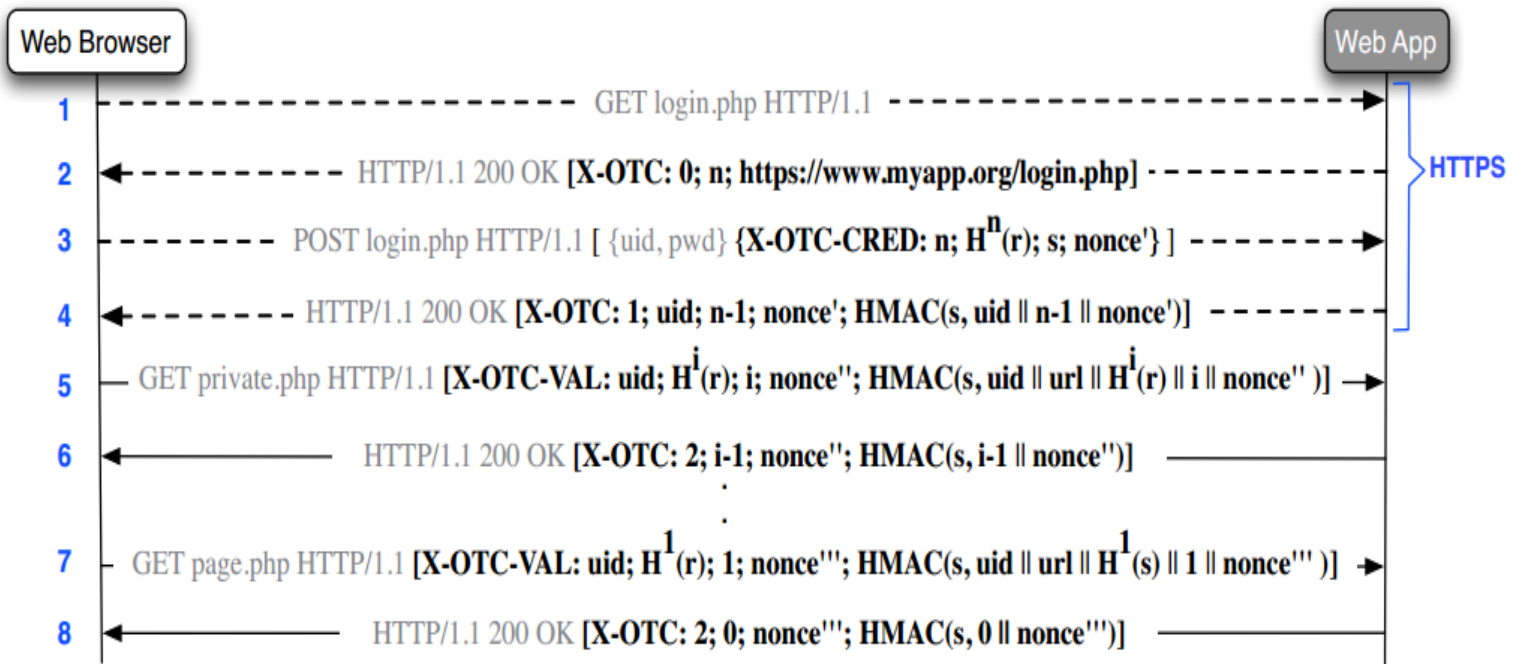 Web Browser
Web App
1 GET login.php HTTP/1.1
2 HTTP/1.1 200 OK [X-OTC: 0; n; https://www.myapp.org/login.php]
HTTPS
3 POST login.php HTTP/1.1 [ {uid, pwd} {X-OTC-CRED: n; Hⁿ(r); s; nonce'} ]
4 HTTP/1.1 200 OK [X-OTC: 1; uid; n-1; nonce'; HMAC(s, uid || n-1 || nonce')]
5 GET private.php HTTP/1.1 [X-OTC-VAL: uid; Hⁱ(r); i; nonce''; HMAC(s, uid || url || Hⁱ(r) || i || nonce'' )]
6 HTTP/1.1 200 OK [X-OTC: 2; i-1; nonce''; HMAC(s, i-1 || nonce'')]
.
.
7 GET page.php HTTP/1.1 [X-OTC-VAL: uid; H¹(r); 1; nonce'''; HMAC(s, uid || url || H¹(s) || 1 || nonce''' )]
8 HTTP/1.1 200 OK [X-OTC: 2; 0; nonce'''; HMAC(s, 0 || nonce''')]